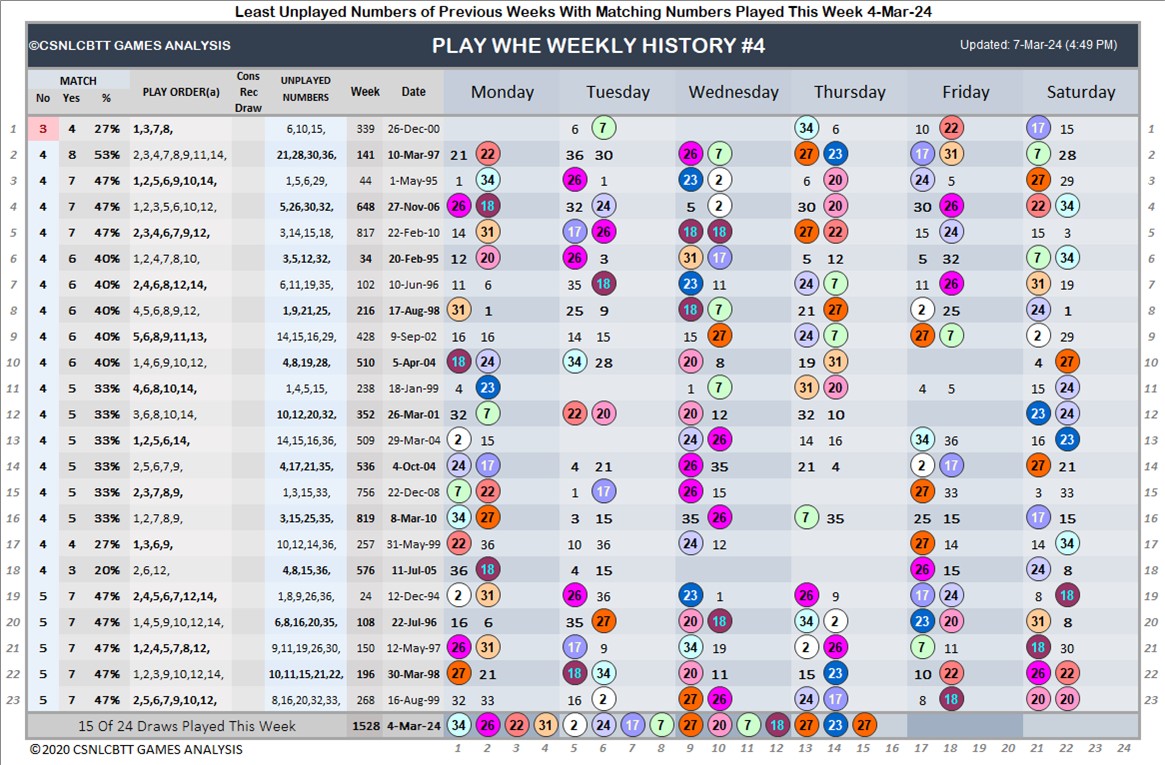 Least Unplayed Numbers of Previous Weeks With Matching Numbers Played This Week 4-Mar-24
©CSNLCBTT GAMES ANALYSIS PLAY WHE WEEKLY HISTORY #4 Updated: 7-Mar-24 (4:49 PM)
MATCH No Yes % PLAY ORDER(a) Cons Rec Draw UNPLAYED NUMBERS Week Date Monday Tuesday Wednesday Thursday Friday Saturday
1 3 4 27% 1,3,7,8, 6,10,15, 339 26-Dec-00 6 7 34 6 10 22 17 15 1
2 4 8 53% 2,3,4,7,8,9,11,14, 21,28,30,36, 141 10-Mar-97 21 22 36 30 26 7 27 23 17 31 7 28 2
3 4 7 47% 1,2,5,6,9,10,14, 1,5,6,29, 44 1-May-95 1 34 26 1 23 2 6 20 24 5 27 29 3
4 4 7 47% 1,2,3,5,6,10,12, 5,26,30,32, 648 27-Nov-06 26 18 32 24 5 2 30 20 30 26 22 34 4
5 4 7 47% 2,3,4,6,7,9,12, 3,14,15,18, 817 22-Feb-10 14 31 17 26 18 18 27 22 15 24 15 3 5
6 4 6 40% 1,2,4,7,8,10, 3,5,12,32, 34 20-Feb-95 12 20 26 3 31 17 5 12 5 32 7 34 6
7 4 6 40% 2,4,6,8,12,14, 6,11,19,35, 102 10-Jun-96 11 6 35 18 23 11 24 7 11 26 31 19 7
8 4 6 40% 4,5,6,8,9,12, 1,9,21,25, 216 17-Aug-98 31 1 25 9 18 7 21 27 2 25 24 1 8
9 4 6 40% 5,6,8,9,11,13, 14,15,16,29, 428 9-Sep-02 16 16 14 15 15 27 24 7 27 7 2 29 9
10 4 6 40% 1,4,6,9,10,12, 4,8,19,28, 510 5-Apr-04 18 24 34 28 20 8 19 31 4 27 10
11 4 5 33% 4,6,8,10,14, 1,4,5,15, 238 18-Jan-99 4 23 1 7 31 20 4 5 15 24 11
12 4 5 33% 3,6,8,10,14, 10,12,20,32, 352 26-Mar-01 32 7 22 20 20 12 32 10 23 24 12
13 4 5 33% 1,2,5,6,14, 14,15,16,36, 509 29-Mar-04 2 15 24 26 14 16 34 36 16 23 13
14 4 5 33% 2,5,6,7,9, 4,17,21,35, 536 4-Oct-04 24 17 4 21 26 35 21 4 2 17 27 21 14
15 4 5 33% 2,3,7,8,9, 1,3,15,33, 756 22-Dec-08 7 22 1 17 26 15 27 33 3 33 15
16 4 5 33% 1,2,7,8,9, 3,15,25,35, 819 8-Mar-10 34 27 3 15 35 26 7 35 25 15 17 15 16
17 4 4 27% 1,3,6,9, 10,12,14,36, 257 31-May-99 22 36 10 36 24 12 27 14 14 34 17
18 4 3 20% 2,6,12, 4,8,15,36, 576 11-Jul-05 36 18 4 15 26 15 24 8 18
19 5 7 47% 2,4,5,6,7,12,14, 1,8,9,26,36, 24 12-Dec-94 2 31 26 36 23 1 26 9 17 24 8 18 19
20 5 7 47% 1,4,5,9,10,12,14, 6,8,16,20,35, 108 22-Jul-96 16 6 35 27 20 18 34 2 23 20 31 8 20
21 5 7 47% 1,2,4,5,7,8,12, 9,11,19,26,30, 150 12-May-97 26 31 17 9 34 19 2 26 7 11 18 30 21
22 5 7 47% 1,2,3,9,10,12,14, 10,11,15,21,22, 196 30-Mar-98 27 21 18 34 20 11 15 23 10 22 26 22 22
23 5 7 47% 2,5,6,7,9,10,12, 8,16,20,32,33, 268 16-Aug-99 32 33 16 2 27 26 24 17 8 18 20 20 23
15 Of 24 Draws Played This Week 1528 4-Mar-24 34 26 22 31 2 24 17 7 27 20 7 18 27 23 27
© 2020 CSNLCBTT GAMES ANALYSIS 1 2 3 4 5 6 7 8 9 10 11 12 13 14 15 16 17 18 19 20 21 22 23 24